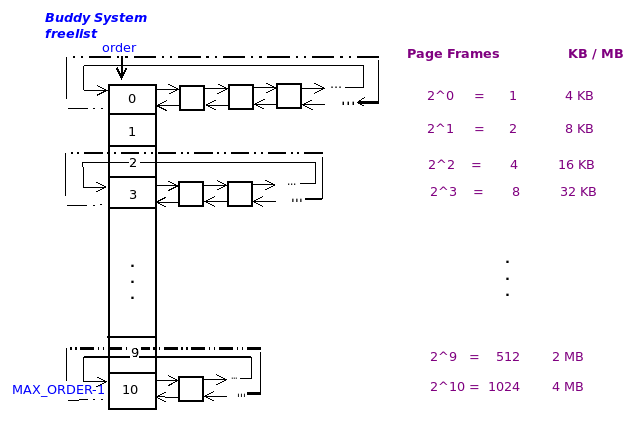 Buddy System
freelist
order
Page Frames KB / MB
0 2^0 = 1 4 KB
1 2^1 = 2 8 KB
2 2^2 = 4 16 KB
3 2^3 = 8 32 KB
9 2^9 = 512 2 MB
MAX_ORDER-1 10 2^10 = 1024 4 MB